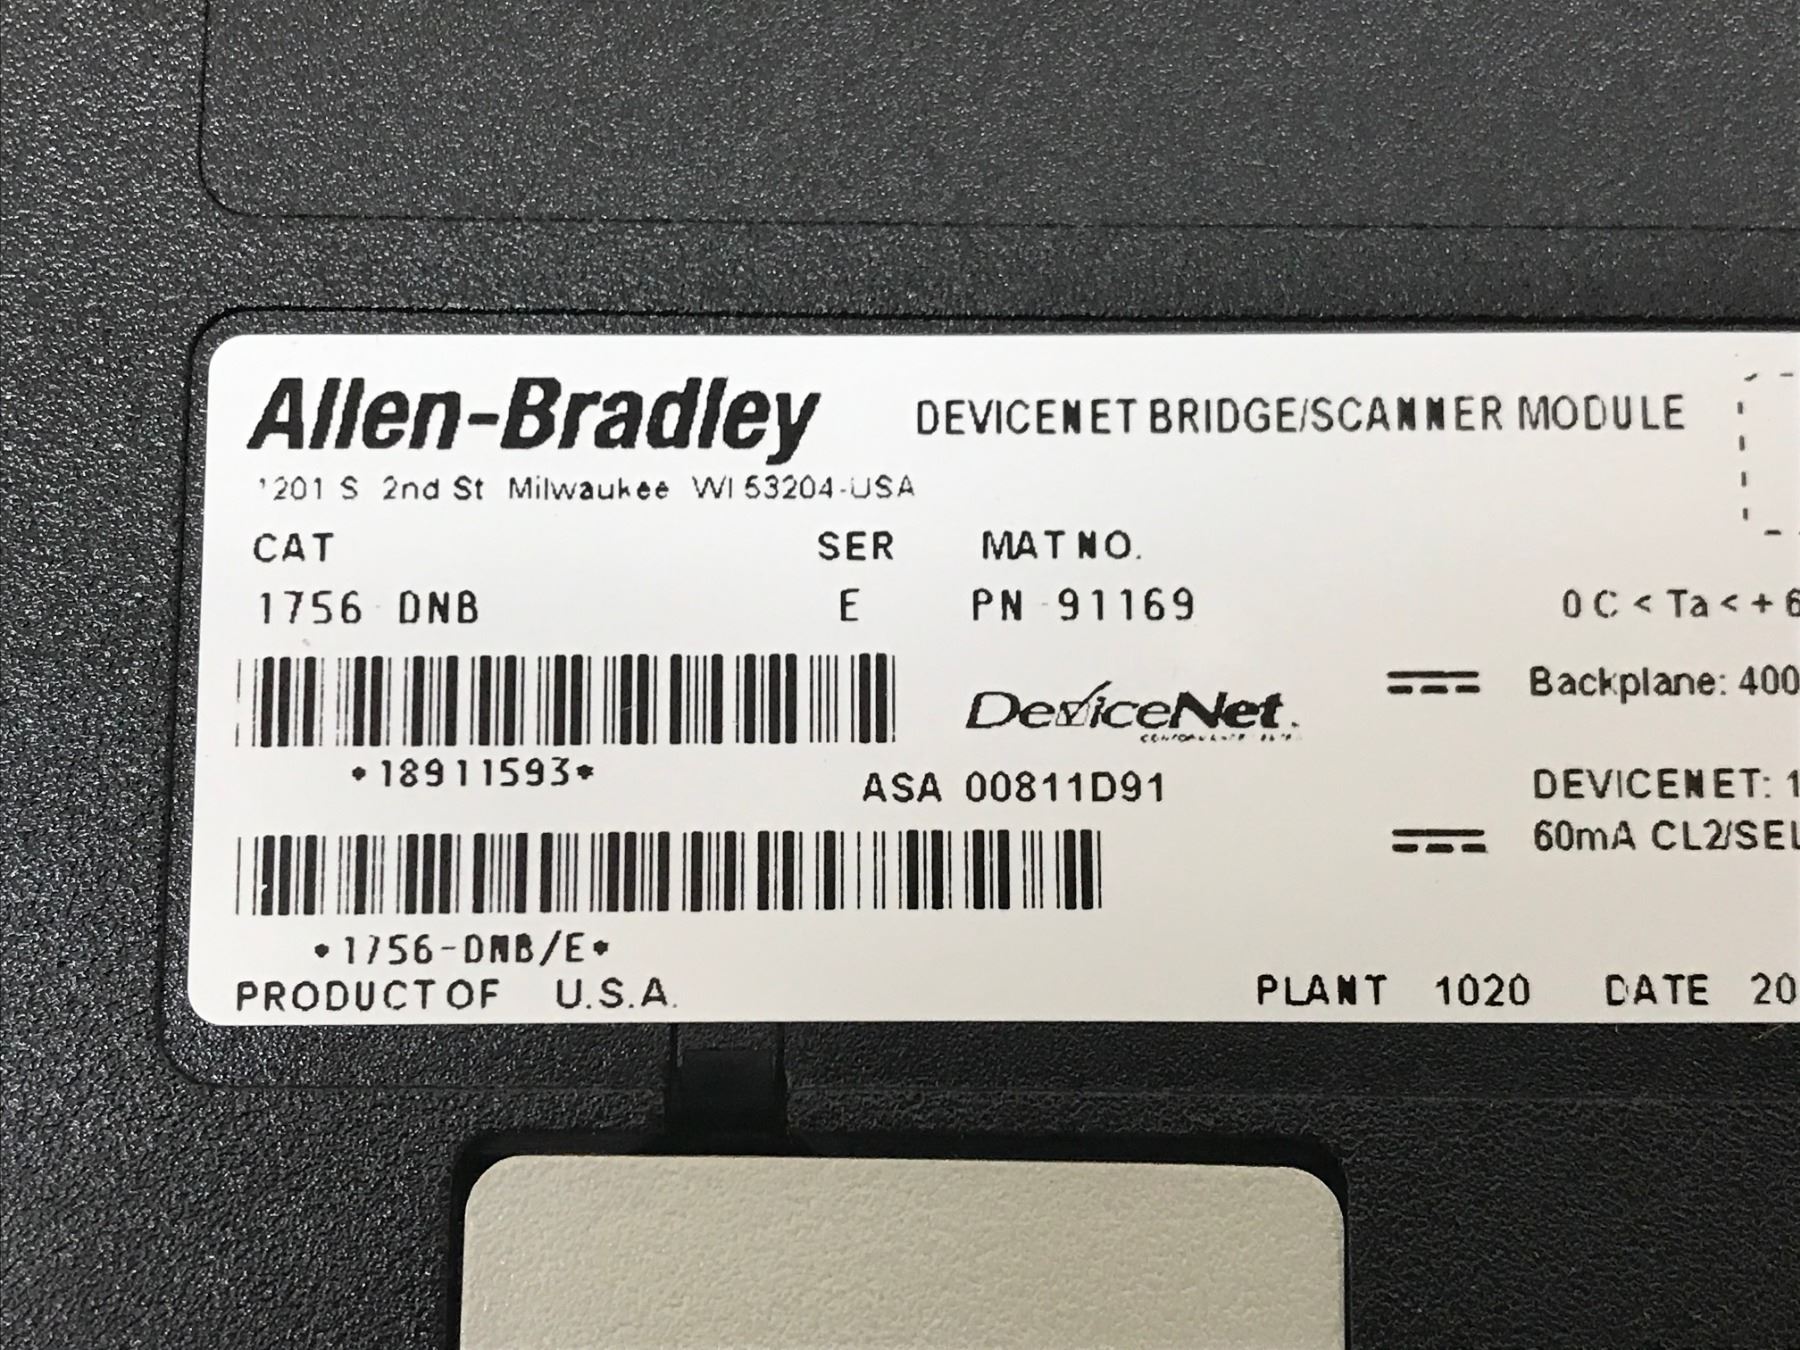 Allen-Bradley DEVICENET BRIDGE/SCANNER MODULE
1201 S 2nd St Milwaukee WI 53204-USA
CAT SER MAT NO.
1756 DNB E PN-91169 0 C < Ta < + 6
DeviceNet. Backplane: 400
*18911593* ASA 00811D91 DEVICENET: 1
60mA CL2/SEL
*1756-DNB/E*
PRODUCT OF U.S.A. PLANT 1020 DATE 20